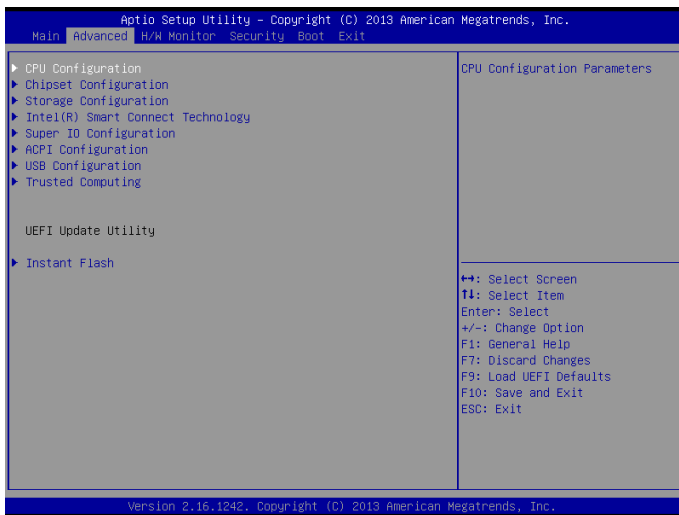 Aptio Setup Utility – Copyright (C) 2013 American Megatrends, Inc.
Main Advanced H/W Monitor Security Boot Exit
▶ CPU Configuration
▶ Chipset Configuration
▶ Storage Configuration
▶ Intel(R) Smart Connect Technology
▶ Super IO Configuration
▶ ACPI Configuration
▶ USB Configuration
▶ Trusted Computing
UEFI Update Utility
▶ Instant Flash
CPU Configuration Parameters
↔: Select Screen
↑↓: Select Item
Enter: Select
+/-: Change Option
F1: General Help
F7: Discard Changes
F9: Load UEFI Defaults
F10: Save and Exit
ESC: Exit
Version 2.16.1242. Copyright (C) 2013 American Megatrends, Inc.